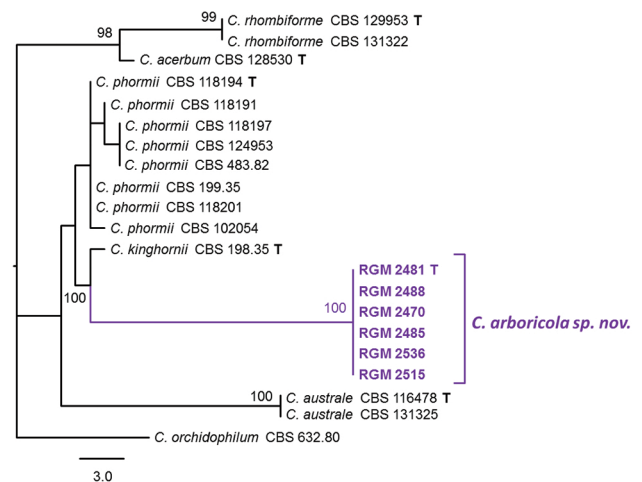 99
C. rhombiforme CBS 129953 T
C. rhombiforme CBS 131322
98
C. acerbum CBS 128530 T
C. phormii CBS 118194 T
C. phormii CBS 118191
C. phormii CBS 118197
C. phormii CBS 124953
C. phormii CBS 483.82
C. phormii CBS 199.35
C. phormii CBS 118201
C. phormii CBS 102054
C. kinghornii CBS 198.35 T
100
RGM 2481 T
RGM 2488
100
RGM 2470
C. arboricola sp. nov.
RGM 2485
RGM 2536
RGM 2515
100
C. australe CBS 116478 T
C. australe CBS 131325
C. orchidophilum CBS 632.80
3.0